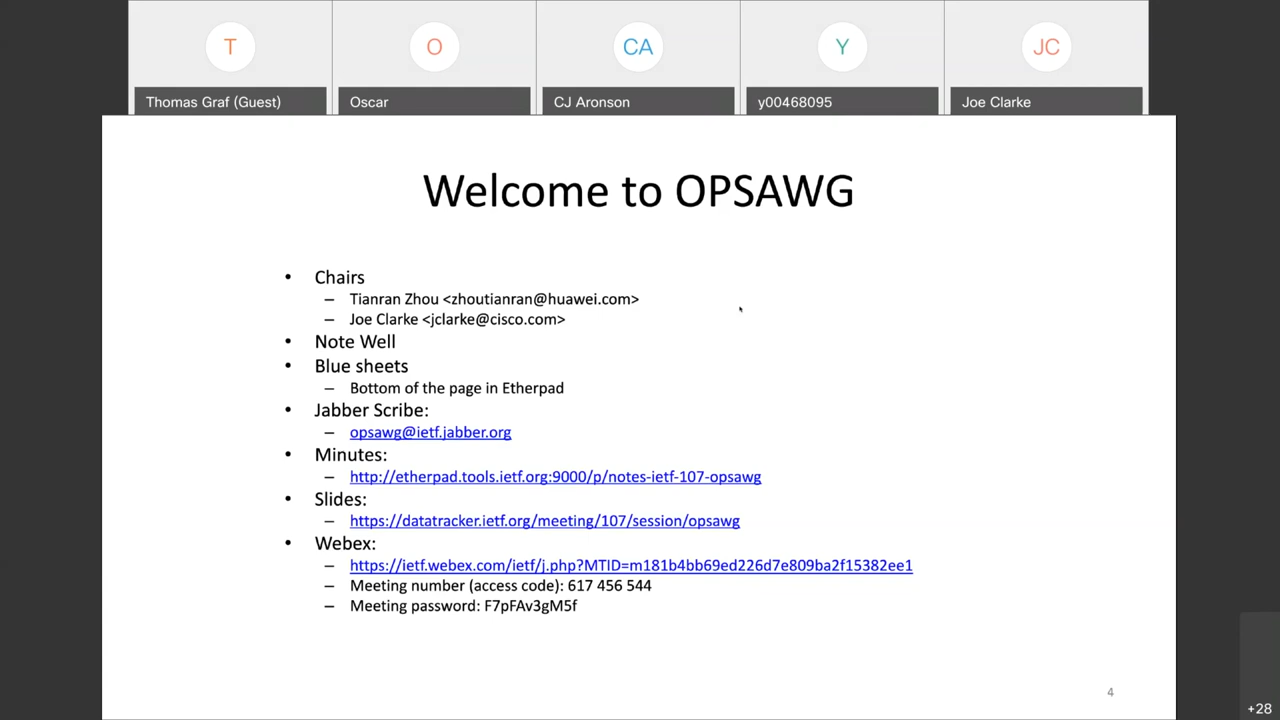 T
O
CA
Y
JC
Thomas Graf (Guest)
Oscar
CJ Aronson
y00468095
Joe Clarke
Welcome to OPSAWG
• Chairs
– Tianran Zhou <zhoutianran@huawei.com>
– Joe Clarke <jclarke@cisco.com>
• Note Well
• Blue sheets
– Bottom of the page in Etherpad
• Jabber Scribe:
– opsawg@ietf.jabber.org
• Minutes:
– http://etherpad.tools.ietf.org:9000/p/notes-ietf-107-opsawg
• Slides:
– https://datatracker.ietf.org/meeting/107/session/opsawg
• Webex:
– https://ietf.webex.com/ietf/j.php?MTID=m181b4bb69ed226d7e809ba2f15382ee1
– Meeting number (access code): 617 456 544
– Meeting password: F7pFAv3gM5f
4
+28